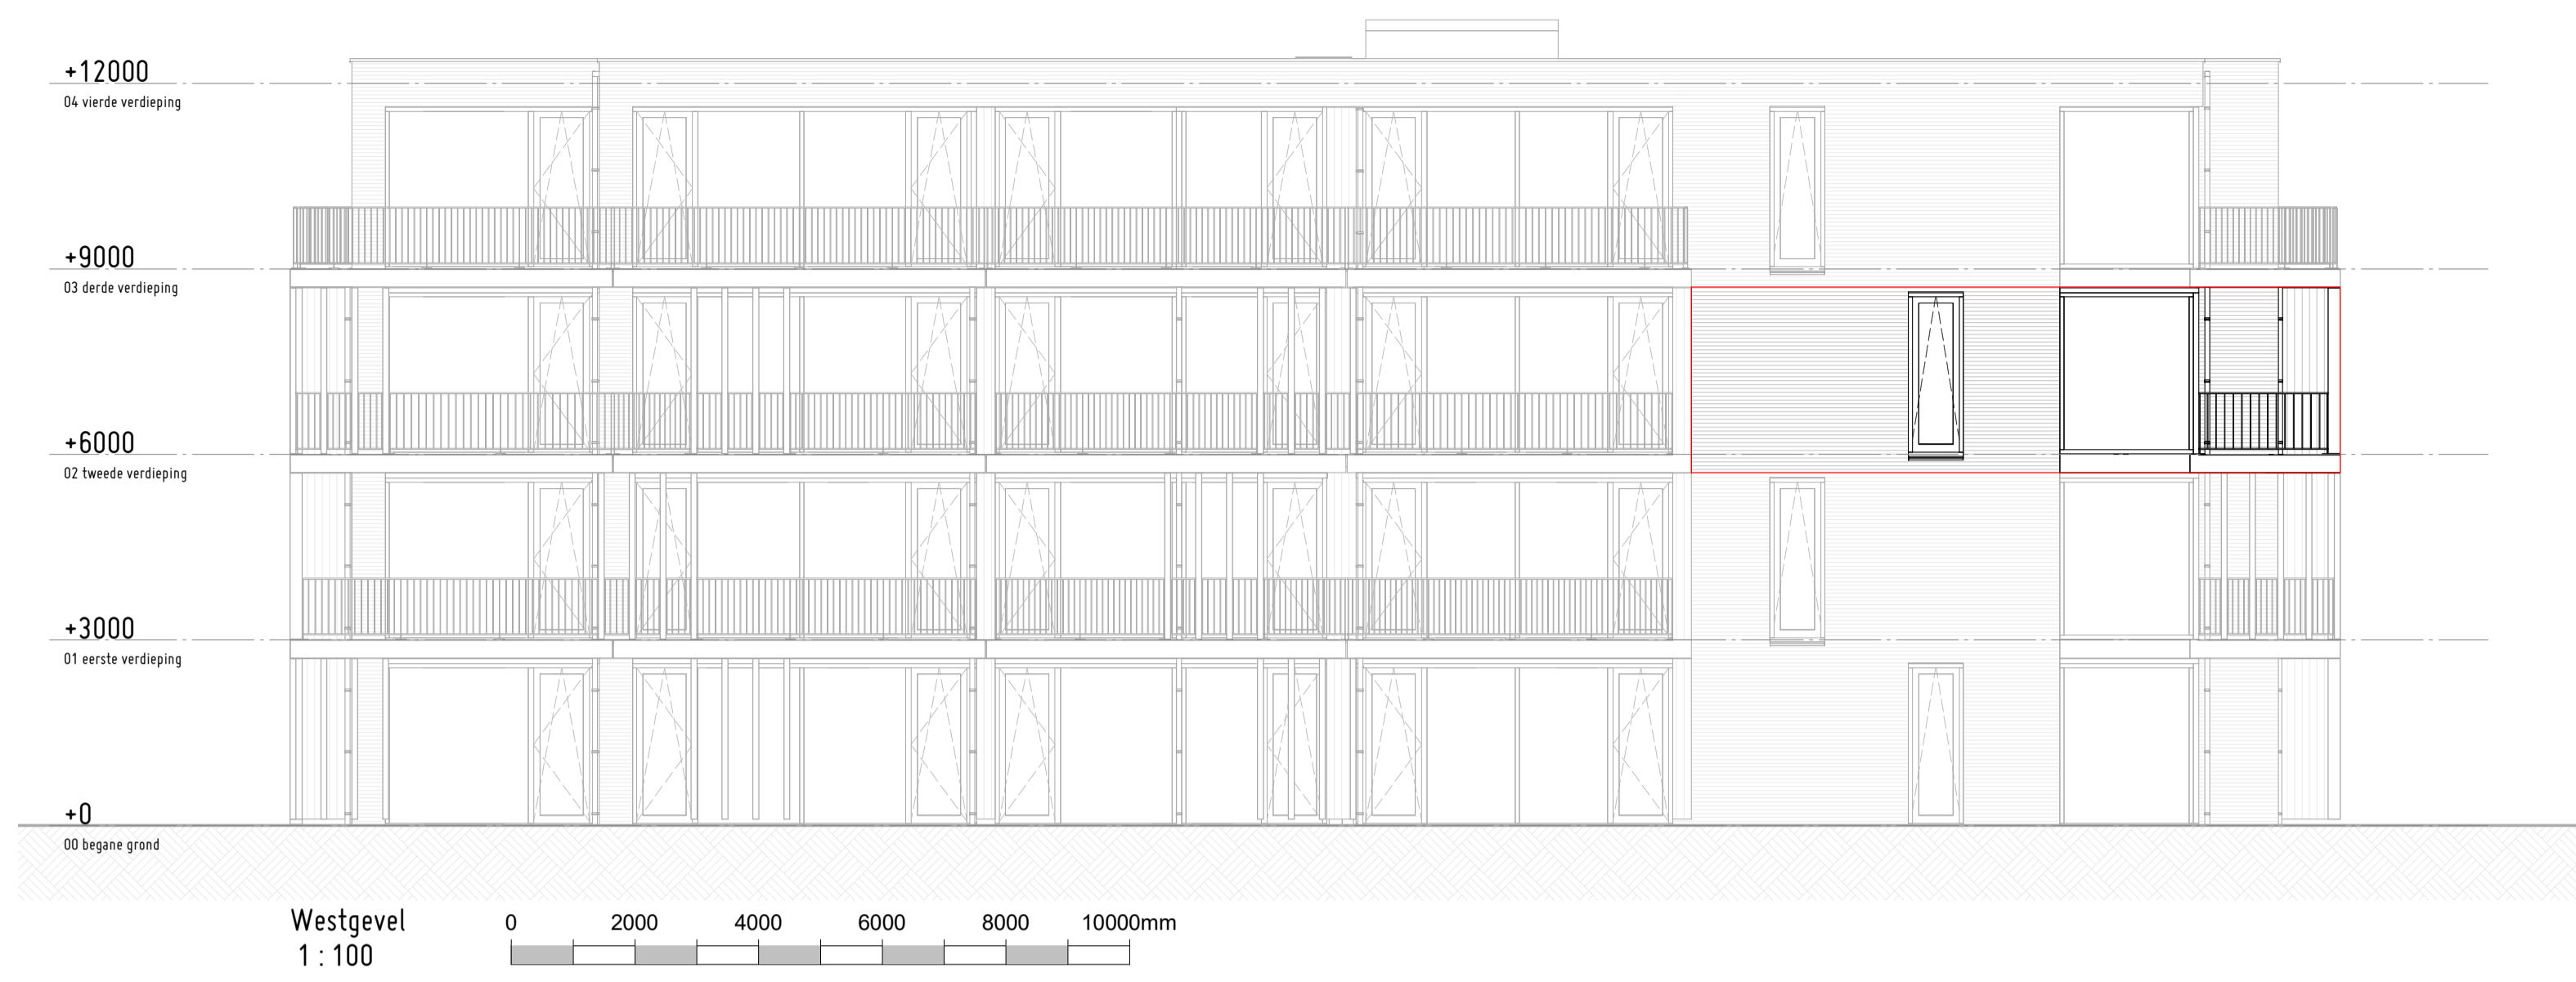 +12000
04 vierde verdieping
+9000
03 derde verdieping
+6000
02 tweede verdieping
+3000
01 eerste verdieping
+0
00 begane grond
Westgevel
1 : 100
0 2000 4000 6000 8000 10000mm